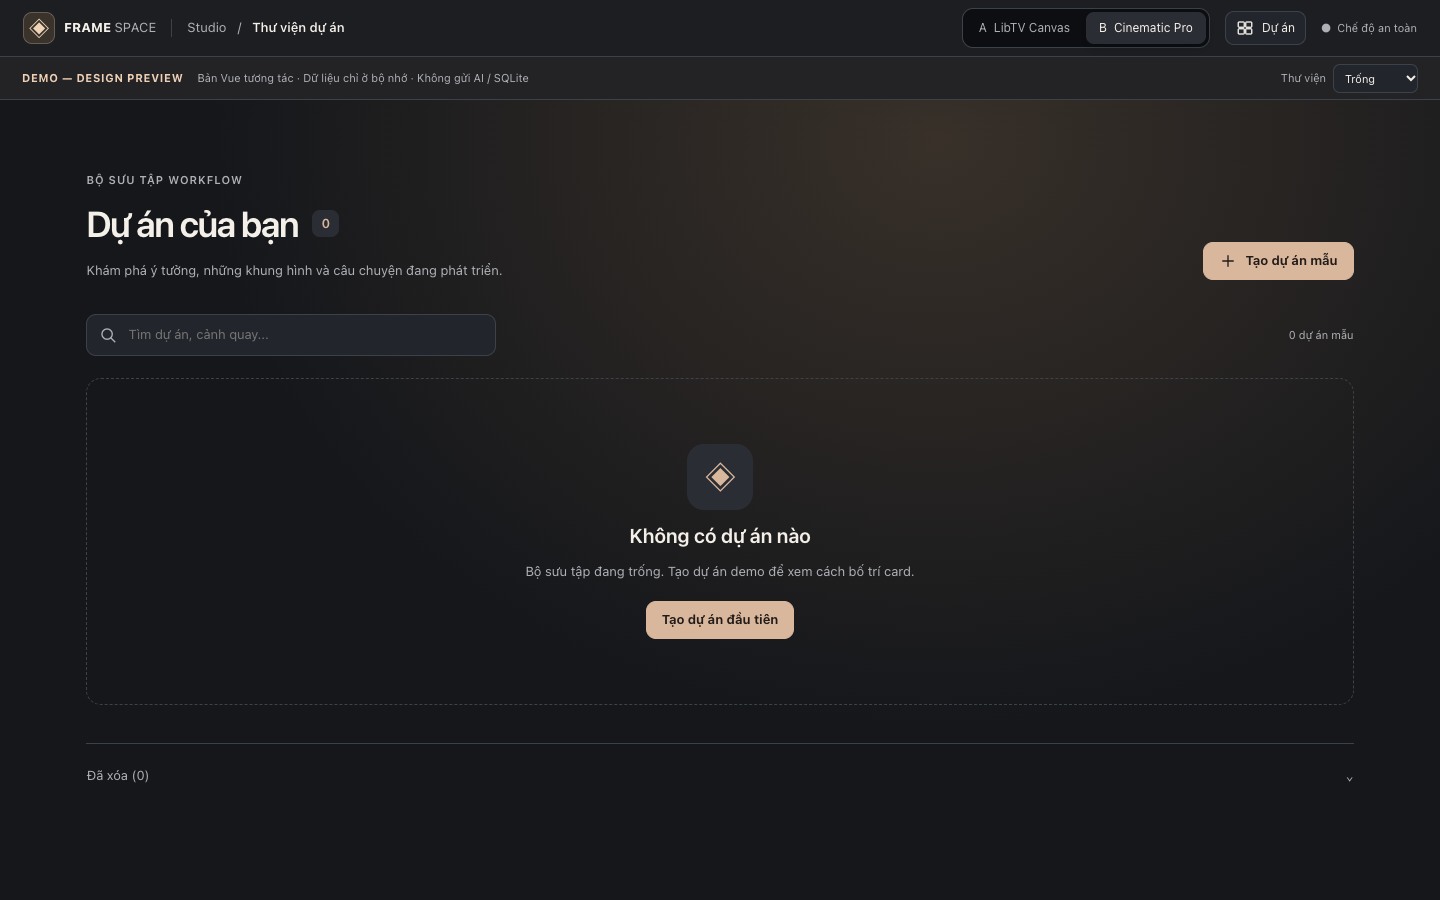 FRAME SPACE Studio / Thư viện dự án A LibTV Canvas B Cinematic Pro Dự án Chế độ an toàn
DEMO — DESIGN PREVIEW Bản Vue tương tác · Dữ liệu chỉ ở bộ nhớ · Không gửi AI / SQLite Thư viện Trống
BỘ SƯU TẬP WORKFLOW
Dự án của bạn 0
Khám phá ý tưởng, những khung hình và câu chuyện đang phát triển.
Tạo dự án mẫu
Tìm dự án, cảnh quay...
0 dự án mẫu
Không có dự án nào
Bộ sưu tập đang trống. Tạo dự án demo để xem cách bố trí card.
Tạo dự án đầu tiên
Đã xóa (0)